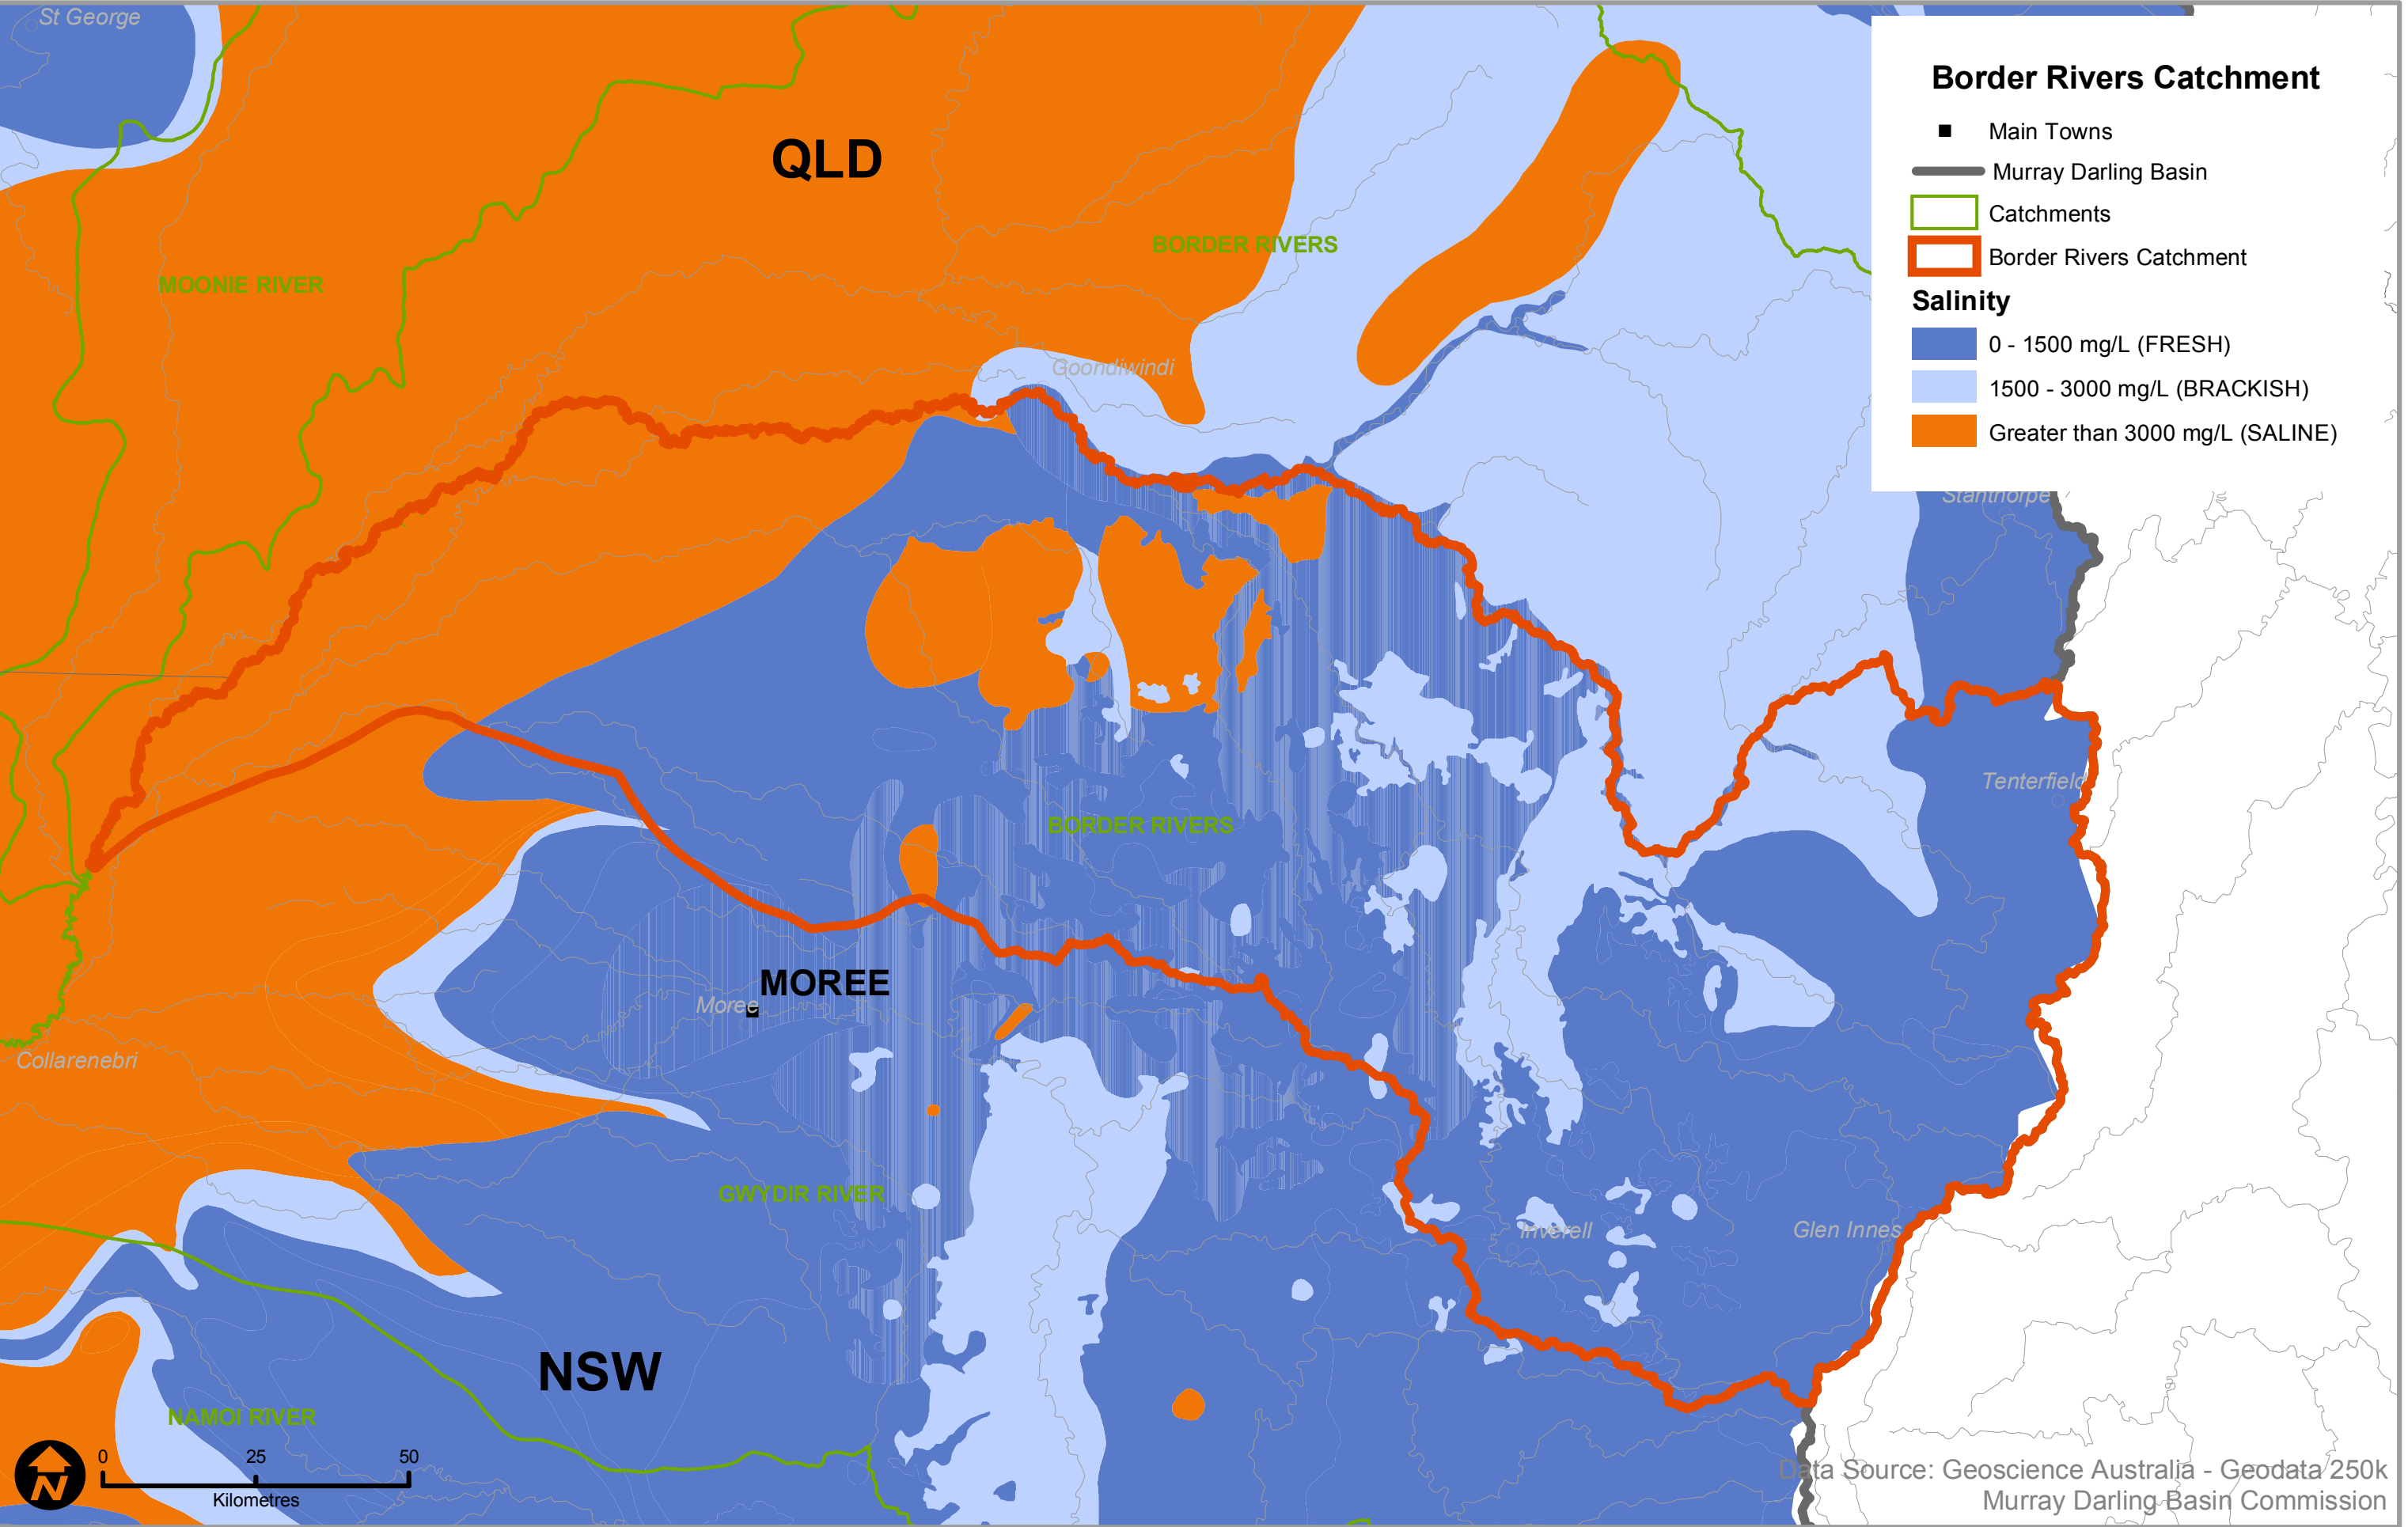 St George
QLD
BORDER RIVERS
MOONIE RIVER
Goondiwindi
Border Rivers Catchment
Main Towns
Murray Darling Basin
Catchments
Border Rivers Catchment
Salinity
0 - 1500 mg/L (FRESH)
1500 - 3000 mg/L (BRACKISH)
Greater than 3000 mg/L (SALINE)
Stanthorpe
Tenterfield
BORDER RIVERS
MOREE
Moree
Collarenebri
GWYDIR RIVER
Inverell
Glen Innes
NSW
NAMOI RIVER
N
0 25 50
Kilometres
Data Source: Geoscience Australia - Geodata 250k
Murray Darling Basin Commission